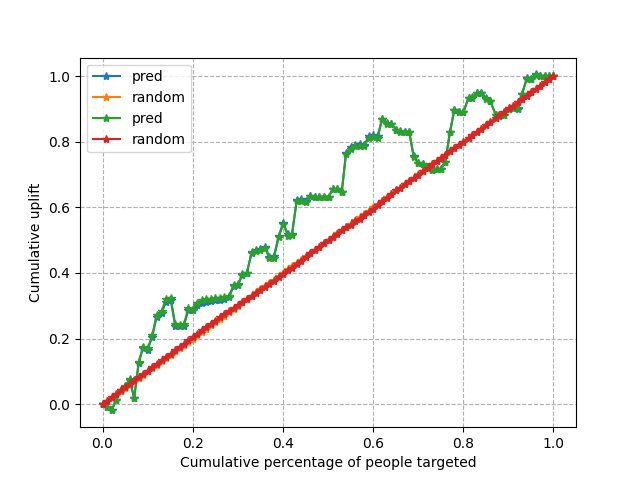 pred
random
pred
random
1.0
0.8
0.6
0.4
0.2
0.0
Cumulative uplift
0.0 0.2 0.4 0.6 0.8 1.0
Cumulative percentage of people targeted